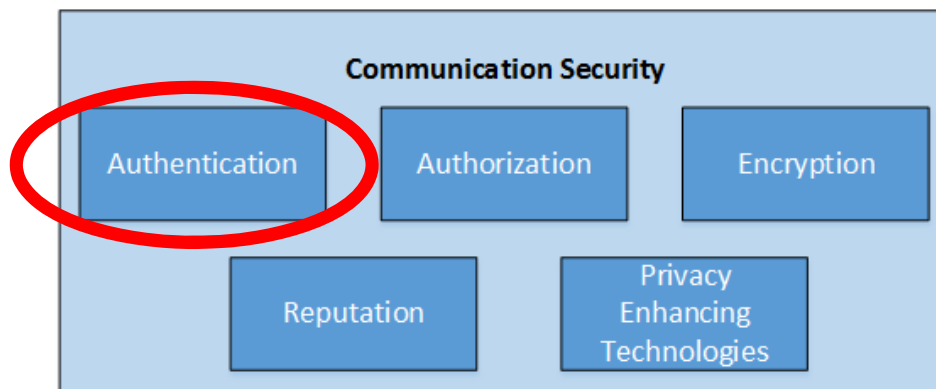 Communication Security
Authentication
Authorization
Encryption
Reputation
Privacy
Enhancing
Technologies